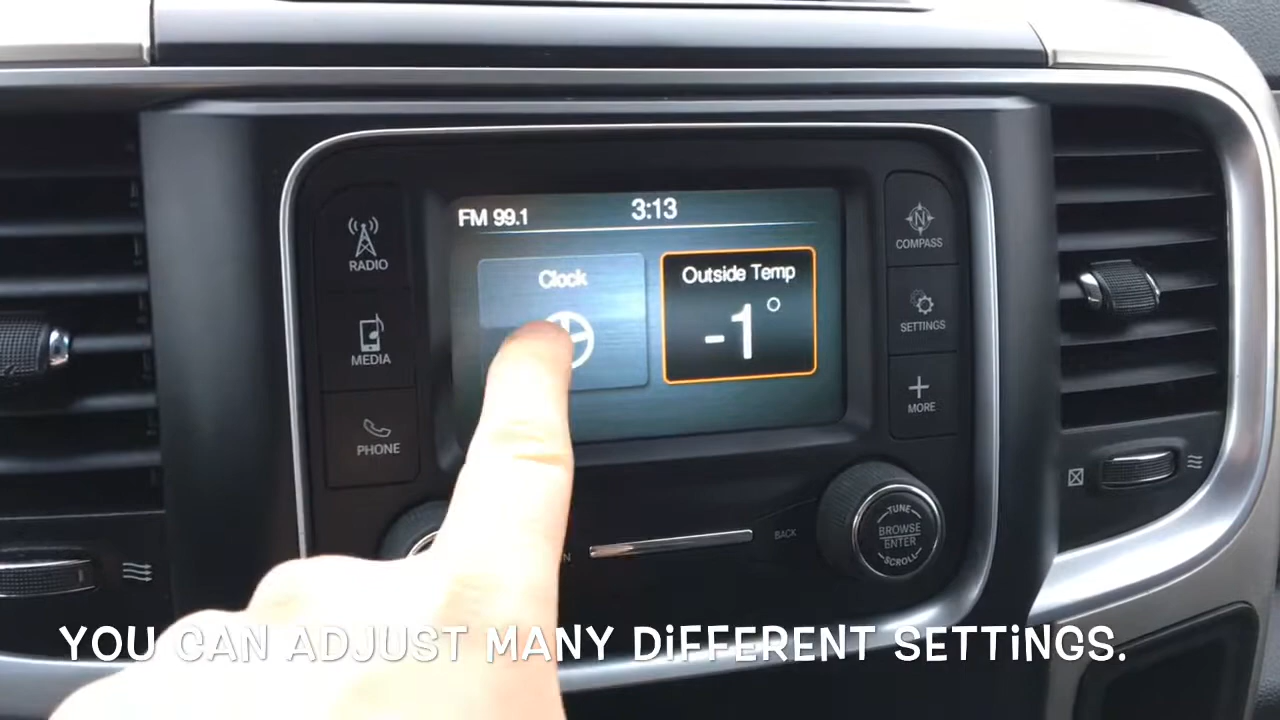 FM 99.1
3:13
Clock
Outside Temp
-1°
RADIO
MEDIA
PHONE
N
COMPASS
SETTINGS
MORE
BACK
TUNE
BROWSE
ENTER
SCROLL
YOU CAN ADJUST MANY DiFFERENT SETTiNGS.